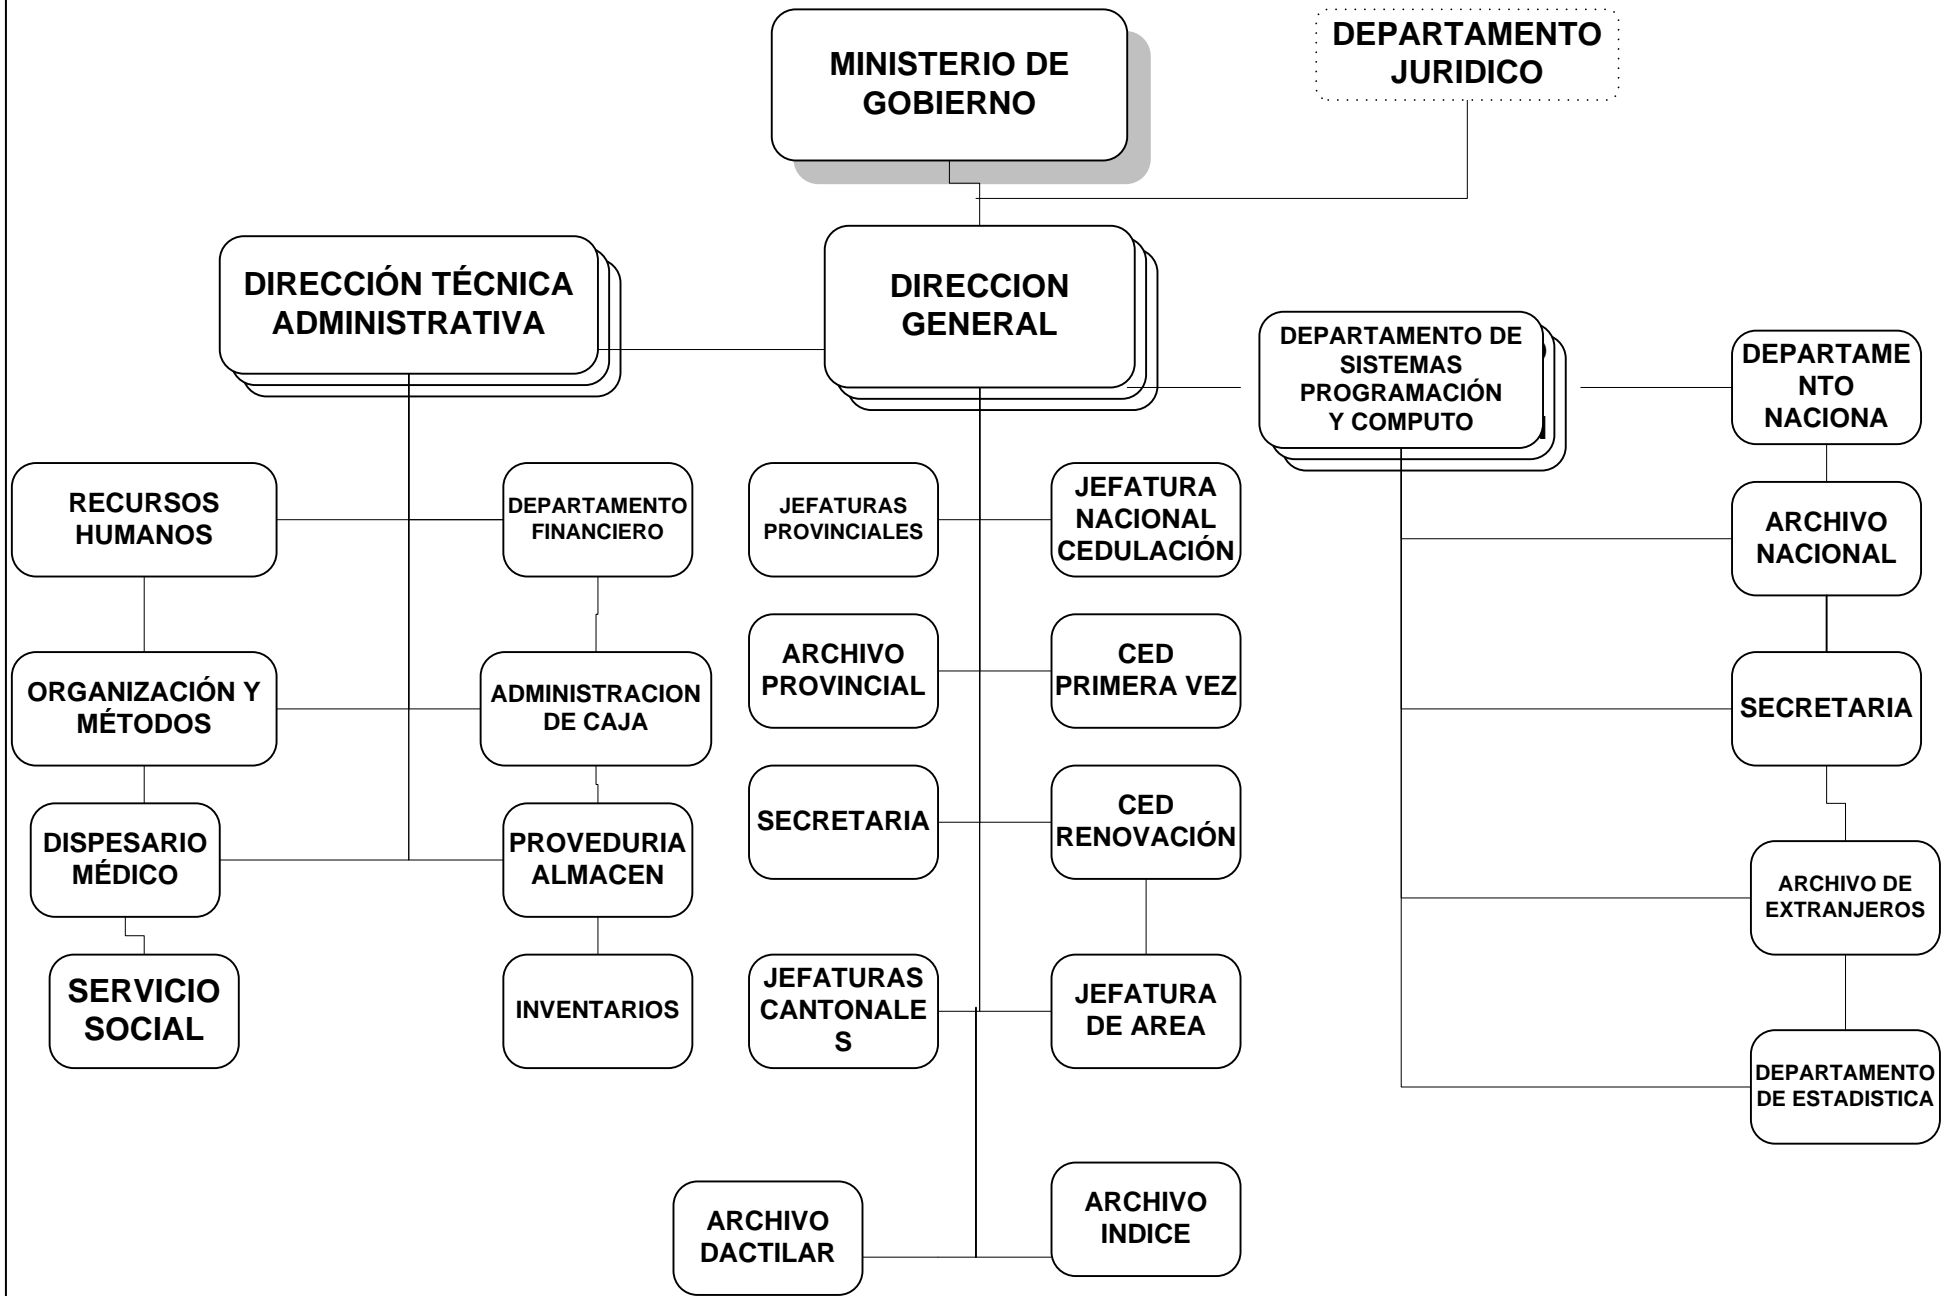 MINISTERIO DE
GOBIERNO
DEPARTAMENTO
JURIDICO
DIRECCIÓN TÉCNICA
ADMINISTRATIVA
DIRECCION
GENERAL
DEPARTAMENTO DE
SISTEMAS
PROGRAMACIÓN
Y COMPUTO
DEPARTAME
NTO
NACIONA
RECURSOS
HUMANOS
DEPARTAMENTO
FINANCIERO
JEFATURAS
PROVINCIALES
JEFATURA
NACIONAL
CEDULACIÓN
ARCHIVO
NACIONAL
ORGANIZACIÓN Y
MÉTODOS
ADMINISTRACION
DE CAJA
ARCHIVO
PROVINCIAL
CED
PRIMERA VEZ
SECRETARIA
DISPESARIO
MÉDICO
PROVEDURIA
ALMACEN
SECRETARIA
CED
RENOVACIÓN
ARCHIVO DE
EXTRANJEROS
SERVICIO
SOCIAL
INVENTARIOS
JEFATURAS
CANTONALE
S
JEFATURA
DE AREA
DEPARTAMENTO
DE ESTADISTICA
ARCHIVO
DACTILAR
ARCHIVO
INDICE